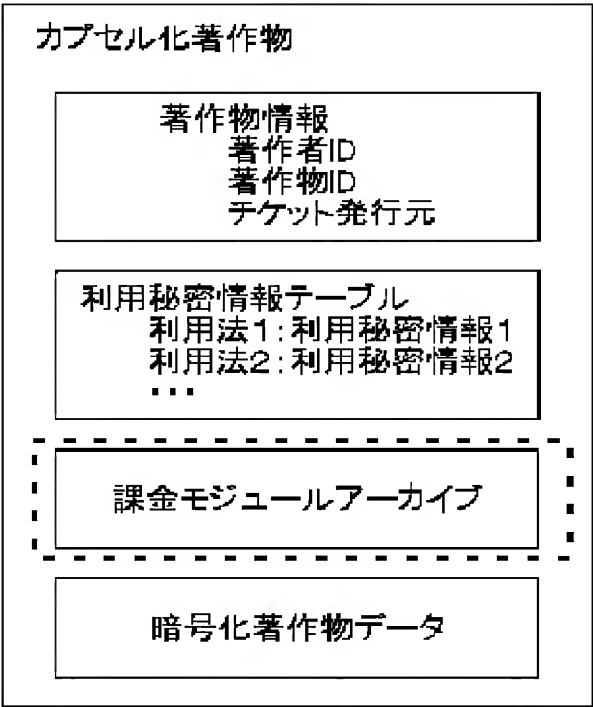 カプセル化著作物
著作物情報
著作者ID
著作物ID
チケット発行元
利用秘密情報テーブル
利用法1:利用秘密情報1
利用法2:利用秘密情報2
・・・
課金モジュールアーカイブ
暗号化著作物データ